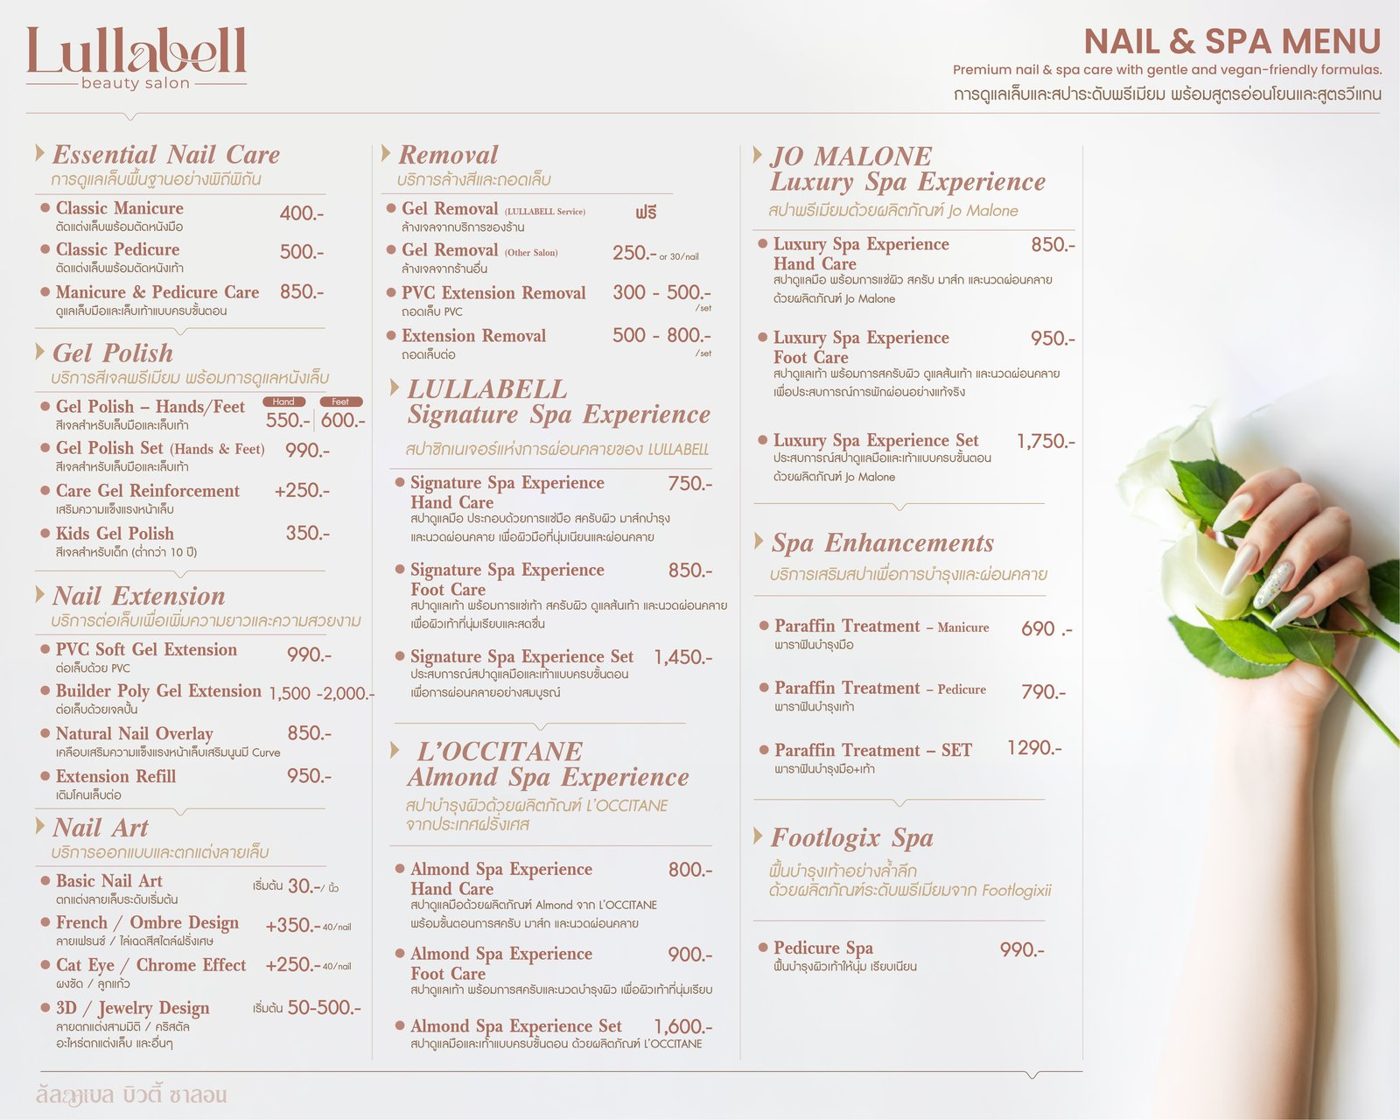 Lullabell
beauty salon
NAIL & SPA MENU
Premium nail & spa care with gentle and vegan-friendly formulas.
การดูแลเล็บและสปาระดับพรีเมียม พร้อมสูตรอ่อนโยนและสูตรวีแกน
Essential Nail Care
การดูแลเล็บพื้นฐานอย่างพิถีพิถัน
Classic Manicure 400.-
ตัดแต่งเล็บพร้อมตัดหนังมือ
Classic Pedicure 500.-
ตัดแต่งเล็บพร้อมตัดหนังเท้า
Manicure & Pedicure Care 850.-
ดูแลเล็บมือและเล็บเท้าแบบครบขั้นตอน
Gel Polish
บริการสีเจลพรีเมียม พร้อมการดูแลหนังเล็บ
Hand Feet
Gel Polish – Hands/Feet 550.- 600.-
สีเจลสำหรับเล็บมือและเล็บเท้า
Gel Polish Set (Hands & Feet) 990.-
สีเจลสำหรับเล็บมือและเล็บเท้า
Care Gel Reinforcement +250.-
เสริมความแข็งแรงหน้าเล็บ
Kids Gel Polish 350.-
สีเจลสำหรับเด็ก (ต่ำกว่า 10 ปี)
Nail Extension
บริการต่อเล็บเพื่อเพิ่มความยาวและความสวยงาม
PVC Soft Gel Extension 990.-
ต่อเล็บด้วย PVC
Builder Poly Gel Extension 1,500 -2,000.-
ต่อเล็บด้วยเจลปั้น
Natural Nail Overlay 850.-
เคลือบเสริมความแข็งแรงหน้าเล็บเสริมนูนมี Curve
Extension Refill 950.-
เติมโคนเล็บต่อ
Nail Art
บริการออกแบบและตกแต่งลายเล็บ
Basic Nail Art เริ่มต้น 30.-/ นิ้ว
ตกแต่งลายเล็บระดับเริ่มต้น
French / Ombre Design +350.-40/nail
ลายเฟรนช์ / ไล่เฉดสีสไตล์ฝรั่งเศษ
Cat Eye / Chrome Effect +250.-40/nail
ผงขัด / ลูกแก้ว
3D / Jewelry Design เริ่มต้น 50-500.-
ลายตกแต่งสามมิติ / คริสตัล
อะไหร่ตกแต่งเล็บ และอื่นๆ
Removal
บริการล้างสีและถอดเล็บ
Gel Removal (LULLABELL Service) ฟรี
ล้างเจลจากบริการของร้าน
Gel Removal (Other Salon) 250.- or 30/nail
ล้างเจลจากร้านอื่น
PVC Extension Removal 300 - 500.-
ถอดเล็บ PVC /set
Extension Removal 500 - 800.-
ถอดเล็บต่อ /set
LULLABELL
Signature Spa Experience
สปาซิกเนเจอร์แห่งการผ่อนคลายของ LULLABELL
Signature Spa Experience 750.-
Hand Care
สปาดูแลมือ ประกอบด้วยการแช่มือ สครับผิว มาส์กบำรุง
และนวดผ่อนคลาย เพื่อผิวมือที่นุ่มเนียนและผ่อนคลาย
Signature Spa Experience 850.-
Foot Care
สปาดูแลเท้า พร้อมการแช่เท้า สครับผิว ดูแลส้นเท้า และนวดผ่อนคลาย
เพื่อผิวเท้าที่นุ่มเรียบและสดชื่น
Signature Spa Experience Set 1,450.-
ประสบการณ์สปาดูแลมือและเท้าแบบครบขั้นตอน
เพื่อการผ่อนคลายอย่างสมบูรณ์
L'OCCITANE
Almond Spa Experience
สปาบำรุงผิวด้วยผลิตภัณฑ์ L'OCCITANE
จากประเทศฝรั่งเศส
Almond Spa Experience 800.-
Hand Care
สปาดูแลมือด้วยผลิตภัณฑ์ Almond จาก L'OCCITANE
พร้อมขั้นตอนการสครับ มาส์ก และนวดผ่อนคลาย
Almond Spa Experience 900.-
Foot Care
สปาดูแลเท้า พร้อมการสครับและนวดบำรุงผิว เพื่อผิวเท้าที่นุ่มเรียบ
Almond Spa Experience Set 1,600.-
สปาดูแลมือและเท้าแบบครบขั้นตอน ด้วยผลิตภัณฑ์ L'OCCITANE
JO MALONE
Luxury Spa Experience
สปาพรีเมียมด้วยผลิตภัณฑ์ Jo Malone
Luxury Spa Experience 850.-
Hand Care
สปาดูแลมือ พร้อมการแช่ผิว สครับ มาส์ก และนวดผ่อนคลาย
ด้วยผลิตภัณฑ์ Jo Malone
Luxury Spa Experience 950.-
Foot Care
สปาดูแลเท้า พร้อมการสครับผิว ดูแลส้นเท้า และนวดผ่อนคลาย
เพื่อประสบการณ์การพักผ่อนอย่างแท้จริง
Luxury Spa Experience Set 1,750.-
ประสบการณ์สปาดูแลมือและเท้าแบบครบขั้นตอน
ด้วยผลิตภัณฑ์ Jo Malone
Spa Enhancements
บริการเสริมสปาเพื่อการบำรุงและผ่อนคลาย
Paraffin Treatment – Manicure 690 .-
พาราฟินบำรุงมือ
Paraffin Treatment – Pedicure 790.-
พาราฟินบำรุงเท้า
Paraffin Treatment – SET 1290.-
พาราฟินบำรุงมือ+เท้า
Footlogix Spa
ฟื้นบำรุงเท้าอย่างล้ำลึก
ด้วยผลิตภัณฑ์ระดับพรีเมียมจาก Footlogixii
Pedicure Spa 990.-
ฟื้นบำรุงผิวเท้าให้นุ่ม เรียบเนียน
ลัลฌาเบล บิวตี้ ซาลอน